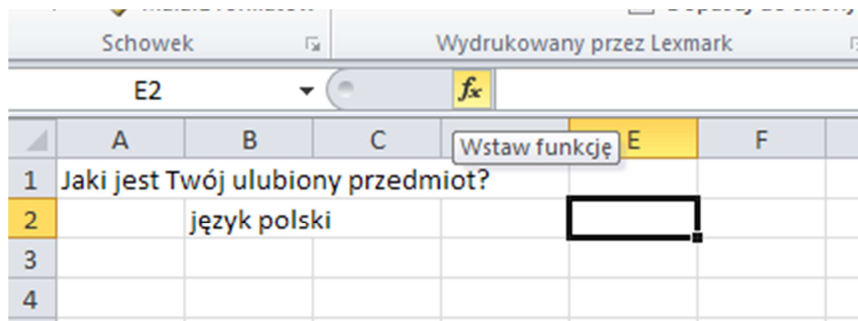 Schowek Wydrukowany przez Lexmark
E2 fx
Wstaw funkcję
A B C E F
1 Jaki jest Twój ulubiony przedmiot?
2 język polski
3
4